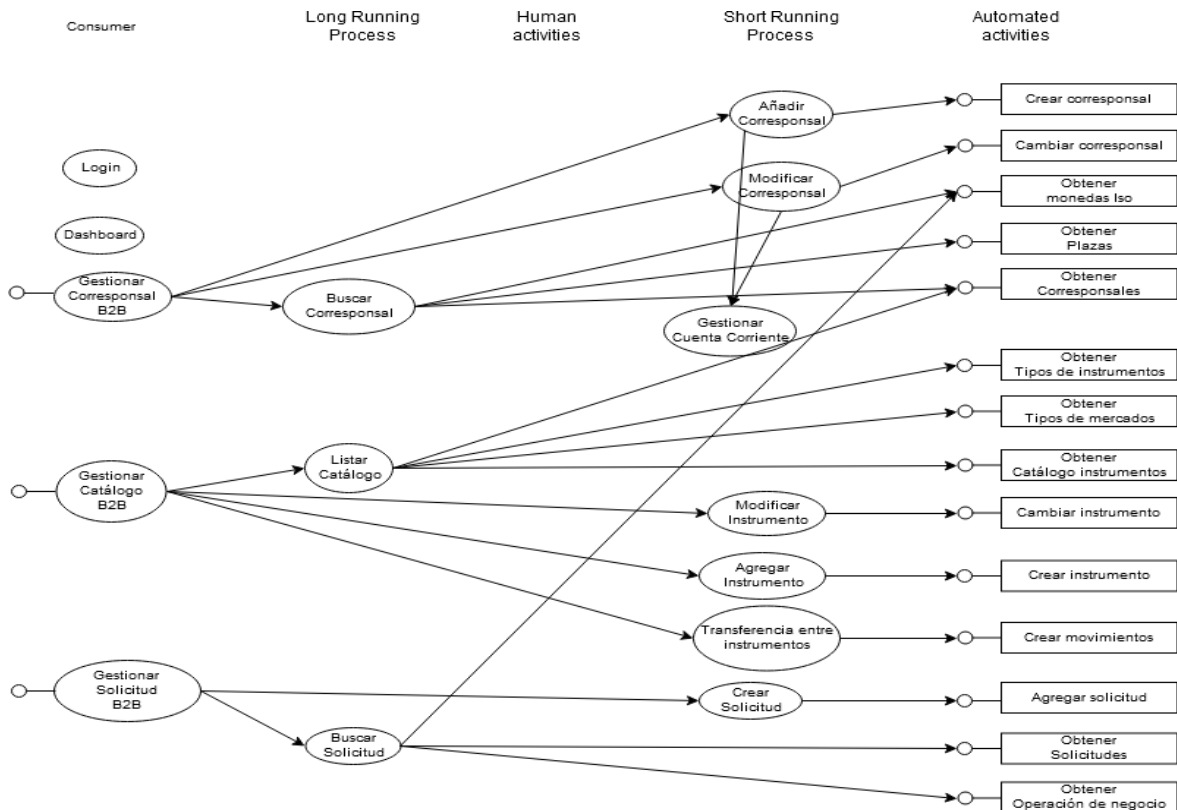 Consumer
Long Running
Process
Human
activities
Short Running
Process
Automated
activities
Login
Dashboard
Gestionar
Corresponsal
B2B
Buscar
Corresponsal
Añadir
Corresponsal
Modificar
Corresponsal
Gestionar
Cuenta Corriente
Crear corresponsal
Cambiar corresponsal
Obtener
monedas Iso
Obtener
Plazas
Obtener
Corresponsales
Gestionar
Catálogo
B2B
Listar
Catálogo
Modificar
Instrumento
Agregar
Instrumento
Transferencia entre
instrumentos
Obtener
Tipos de instrumentos
Obtener
Tipos de mercados
Obtener
Catálogo instrumentos
Cambiar instrumento
Crear instrumento
Crear movimientos
Gestionar
Solicitud
B2B
Buscar
Solicitud
Crear
Solicitud
Agregar solicitud
Obtener
Solicitudes
Obtener
Operación de negocio